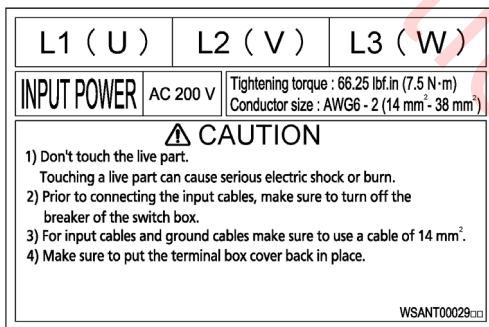 L1 ( U )
L2 ( V )
L3 ( W )
INPUT POWER
AC 200 V
Tightening torque : 66.25 lbf.in (7.5 N·m)
Conductor size : AWG6 - 2 (14 mm²- 38 mm²)
⚠ CAUTION
1) Don't touch the live part.
Touching a live part can cause serious electric shock or burn.
2) Prior to connecting the input cables, make sure to turn off the
breaker of the switch box.
3) For input cables and ground cables make sure to use a cable of 14 mm².
4) Make sure to put the terminal box cover back in place.
WSANT00029□□